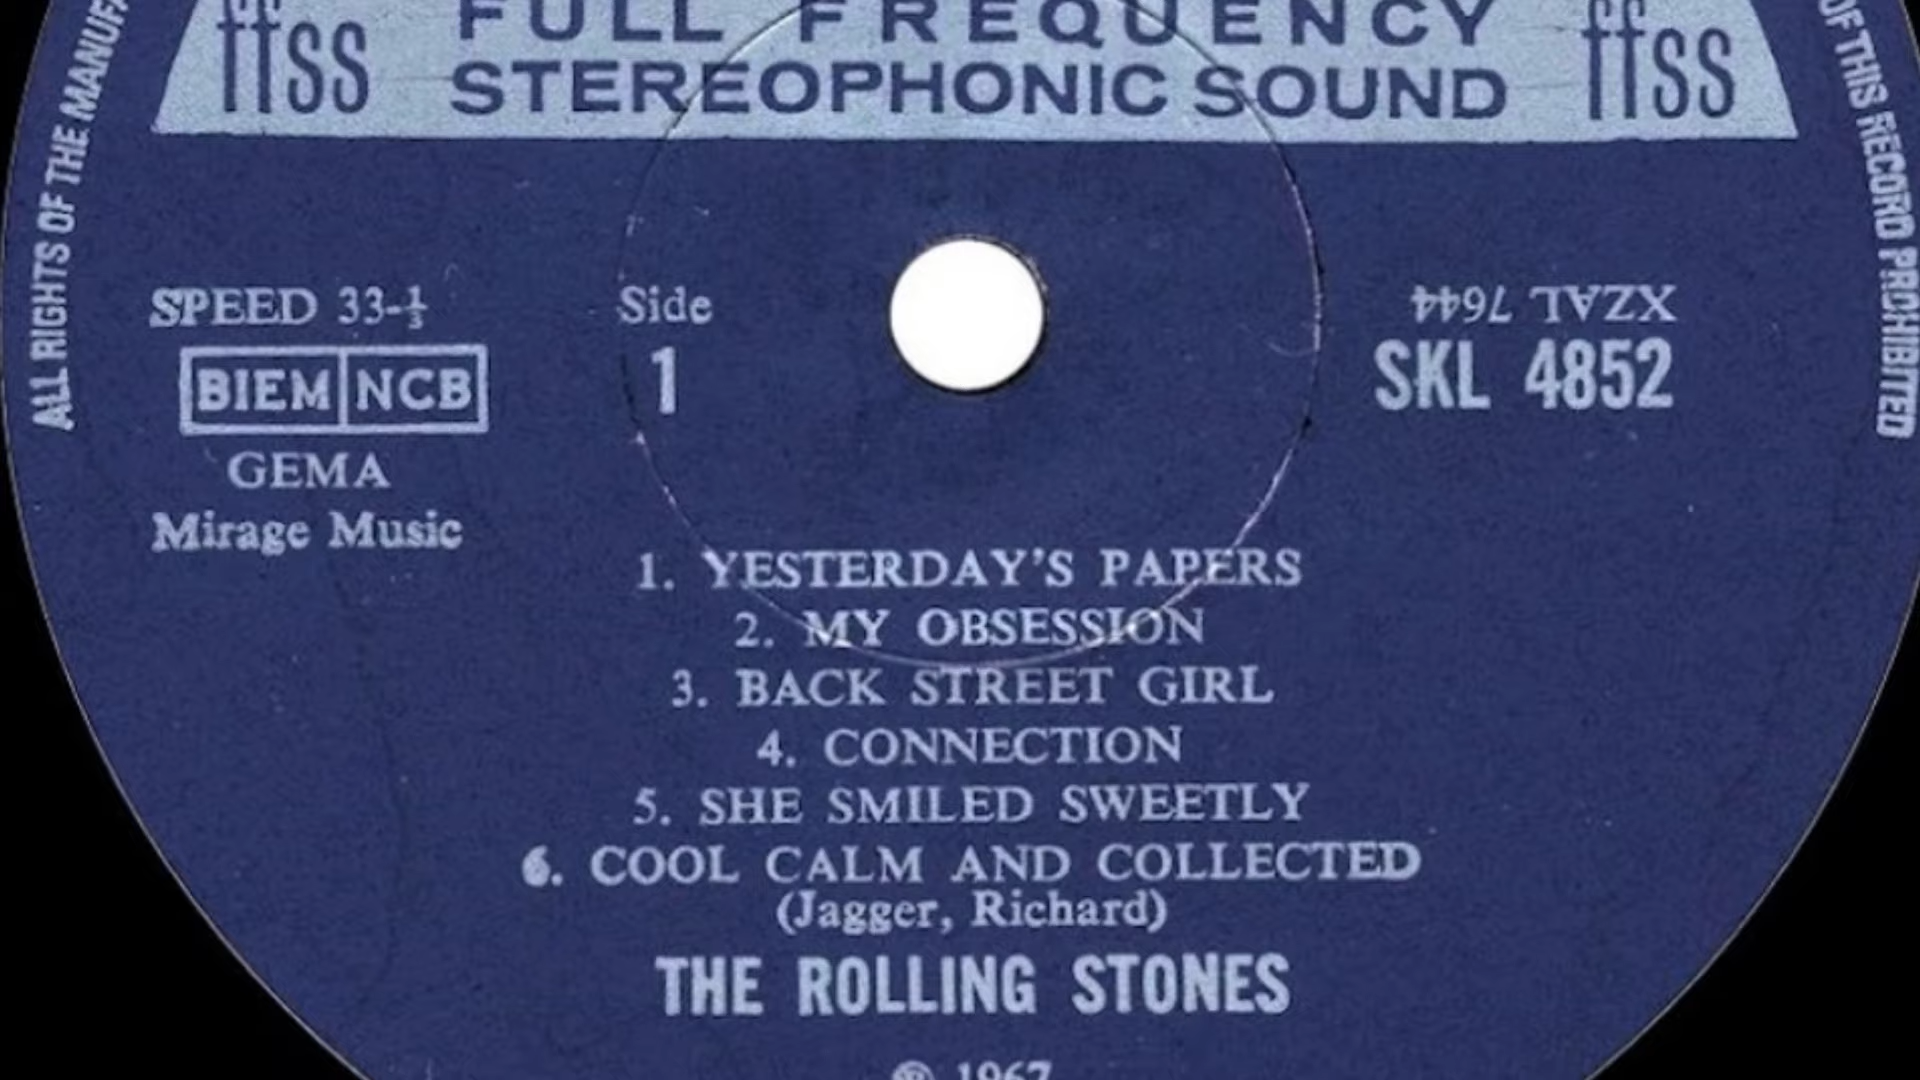 ffss FULL FREQUENCY ffss
STEREOPHONIC SOUND
ALL RIGHTS OF THE
OF THIS RECORD PROHIBITED
SPEED 33-⅓
Side
XZAL 7644
BIEM NCB
1
SKL 4852
GEMA
Mirage Music
1. YESTERDAY'S PAPERS
2. MY OBSESSION
3. BACK STREET GIRL
4. CONNECTION
5. SHE SMILED SWEETLY
6. COOL CALM AND COLLECTED
(Jagger, Richard)
THE ROLLING STONES
℗ 1967